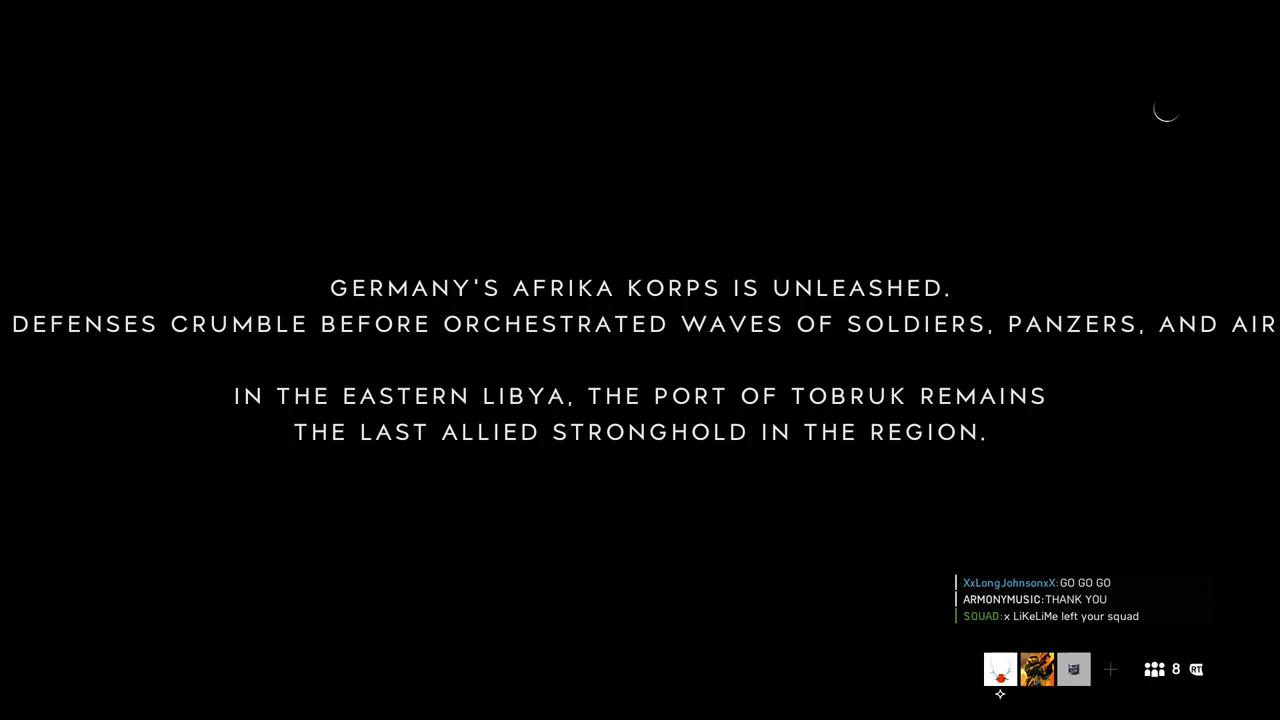 GERMANY'S AFRIKA KORPS IS UNLEASHED.
DEFENSES CRUMBLE BEFORE ORCHESTRATED WAVES OF SOLDIERS, PANZERS, AND AIR
IN THE EASTERN LIBYA, THE PORT OF TOBRUK REMAINS
THE LAST ALLIED STRONGHOLD IN THE REGION.
XxLongJohnsonxX:GO GO GO
ARMONYMUSIC:THANK YOU
SQUAD:x LiKeLiMe left your squad
8 RT